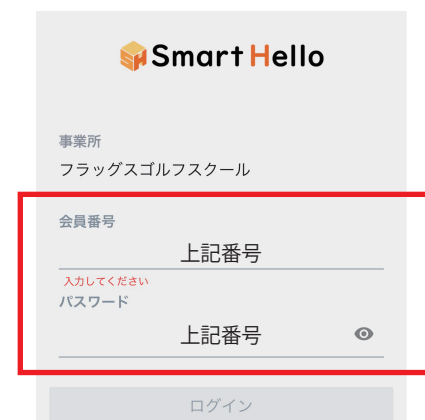 Smart Hello
事業所
フラッグスゴルフスクール
会員番号
上記番号
入力してください
パスワード
上記番号
ログイン